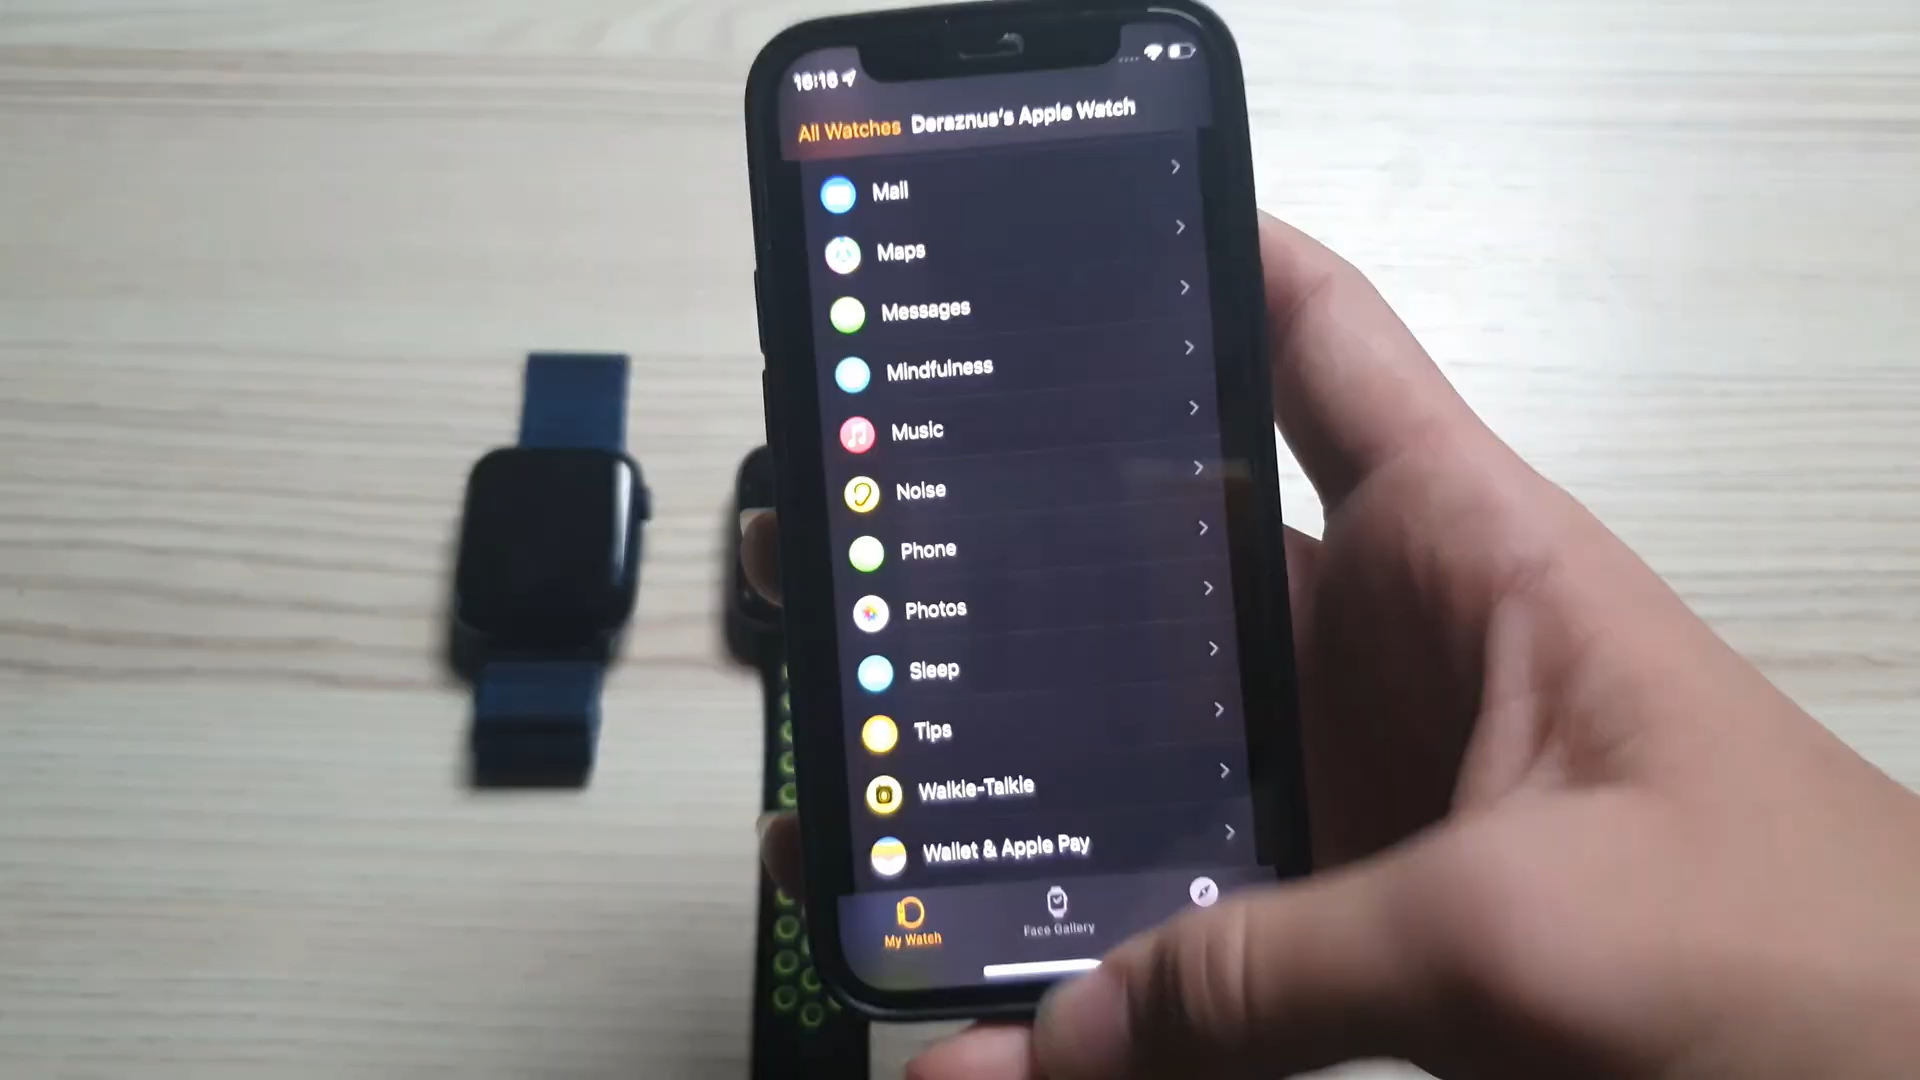 16:16
All Watches Deraznus's Apple Watch
Mail
Maps
Messages
Mindfulness
Music
Noise
Phone
Photos
Sleep
Tips
Walkie-Talkie
Wallet & Apple Pay
My Watch
Face Gallery